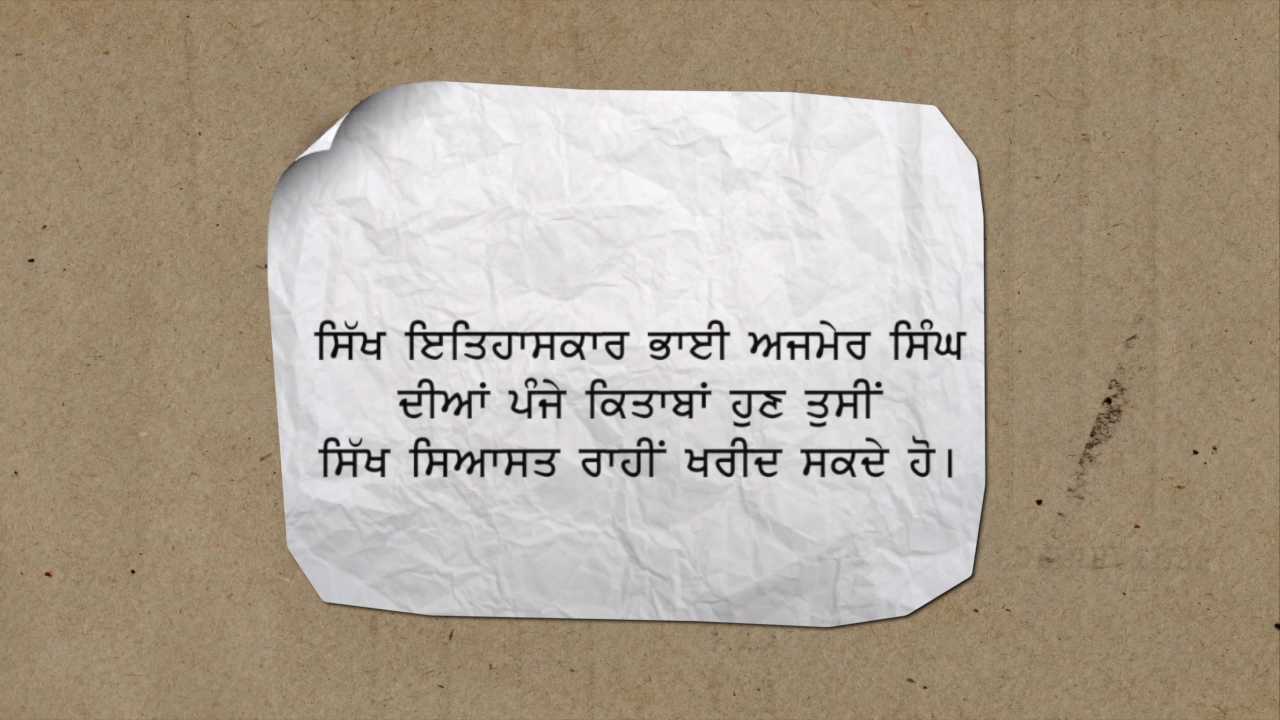 ਸਿੱਖ ਇਤਿਹਾਸਕਾਰ ਭਾਈ ਅਜਮੇਰ ਸਿੰਘ
ਦੀਆਂ ਪੰਜੇ ਕਿਤਾਬਾਂ ਹੁਣ ਤੁਸੀਂ
ਸਿੱਖ ਸਿਆਸਤ ਰਾਹੀਂ ਖਰੀਦ ਸਕਦੇ ਹੋ।